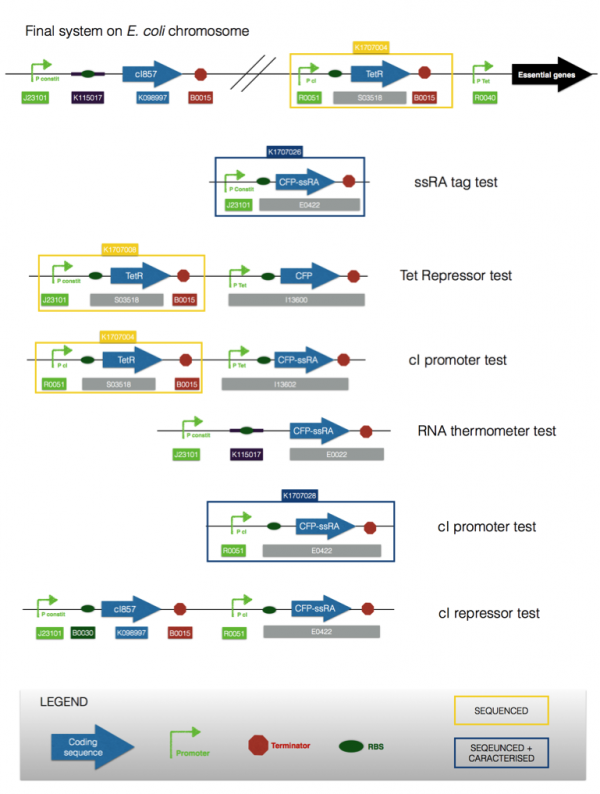 Final system on E. coli chromosome
K1707004
P constit
cI857
P cI
TetR
P Tet
Essential genes
J23101
K115017
K098997
B0015
R0051
S03518
B0015
R0040
K1707026
P Constit
CFP-ssRA
ssRA tag test
J23101
E0422
K1707009
P constit
TetR
P Tet
CFP
Tet Repressor test
J23101
S03518
B0015
I13600
K1707004
P cI
TetR
P Tet
CFP-ssRA
cI promoter test
R0051
S03518
B0015
I13602
P constit
CFP-ssRA
RNA thermometer test
J23101
K115017
E0022
K1707028
P cI
CFP-ssRA
cI promoter test
R0051
E0422
P constit
cI857
P cI
CFP-ssRA
cI repressor test
J23101
B0030
K098997
B0015
R0051
E0422
LEGEND
Coding
sequence
Promoter
Terminator
RBS
SEQUENCED
SEQEUNCED +
CARACTERISED